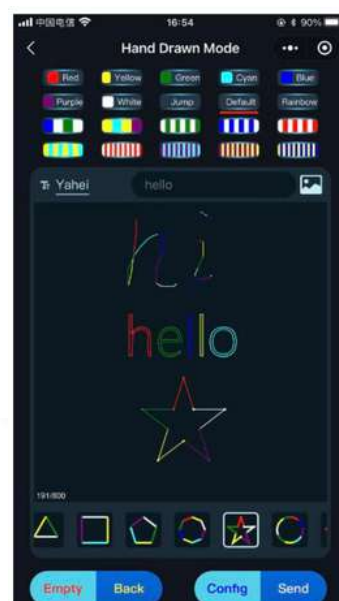 中国电信 16:54 90%
Hand Drawn Mode
Red Yellow Green Cyan Blue
Purple White Jump Default Rainbow
Yahei hello
hi
hello
191/800
Empty Back Config Send